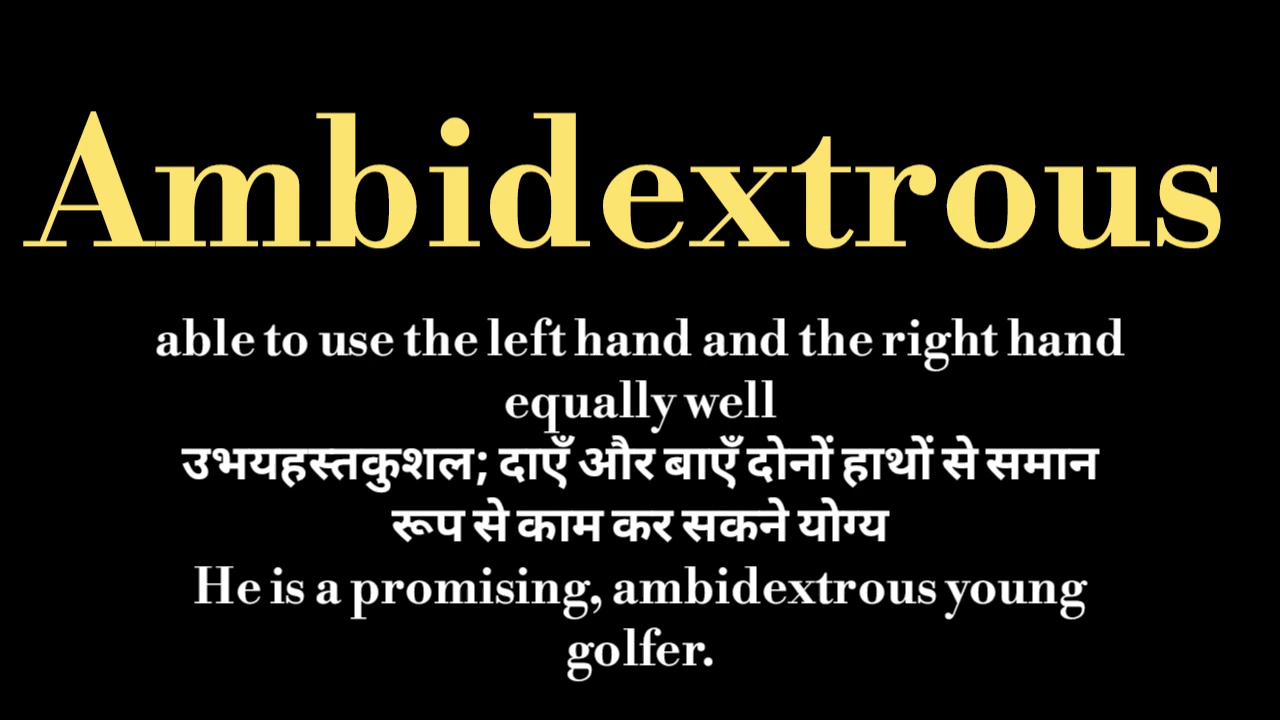 Ambidextrous
able to use the left hand and the right hand
equally well
उभयहस्तकुशल; दाएँ और बाएँ दोनों हाथों से समान
रूप से काम कर सकने योग्य
He is a promising, ambidextrous young
golfer.